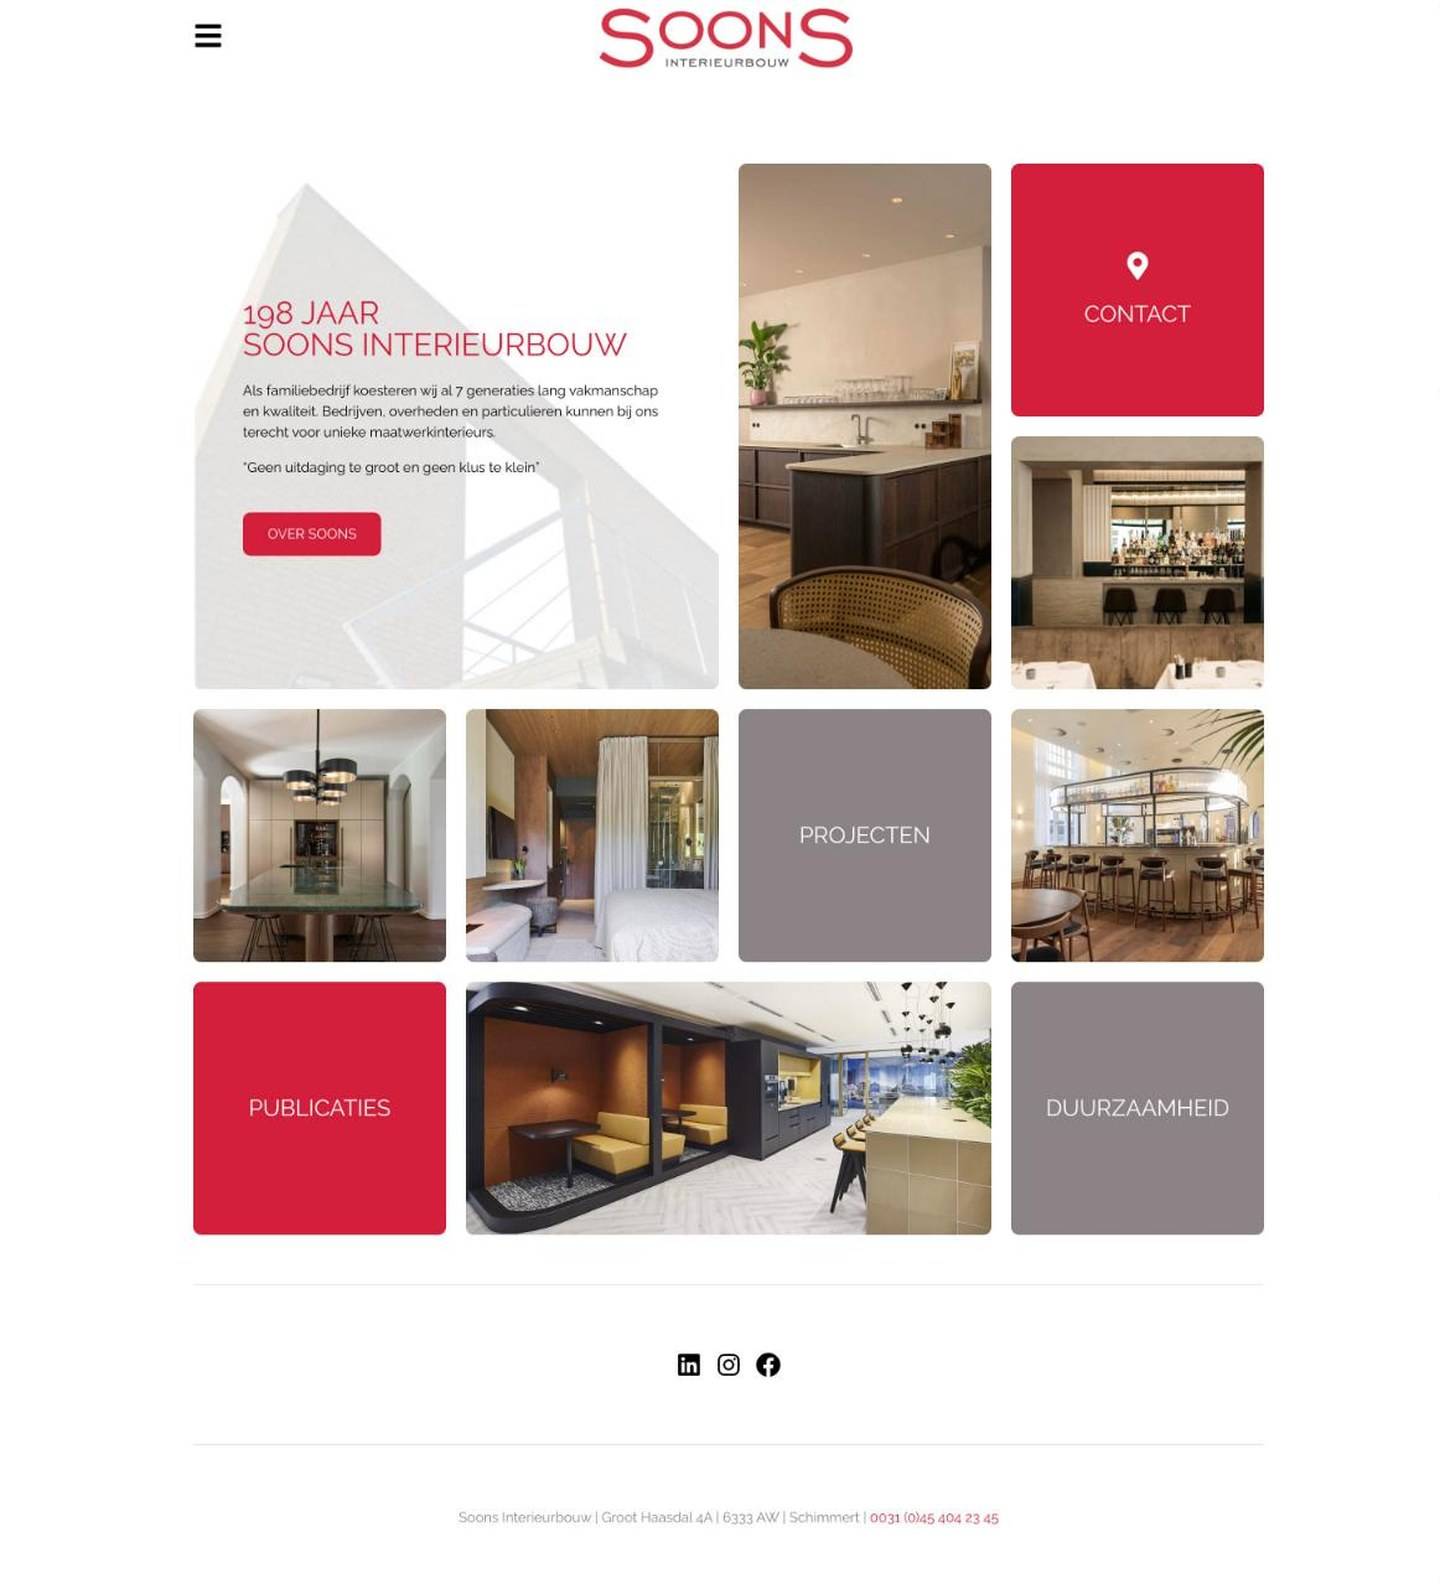 SOONS
INTERIEURBOUW
198 JAAR
SOONS INTERIEURBOUW
Als familiebedrijf koesteren wij al 7 generaties lang vakmanschap
en kwaliteit. Bedrijven, overheden en particulieren kunnen bij ons
terecht voor unieke maatwerkinterieurs.
"Geen uitdaging te groot en geen klus te klein"
OVER SOONS
CONTACT
PROJECTEN
PUBLICATIES
DUURZAAMHEID
Soons Interieurbouw | Groot Haasdal 4A | 6333 AW | Schimmert | 0031 (0)45 404 23 45